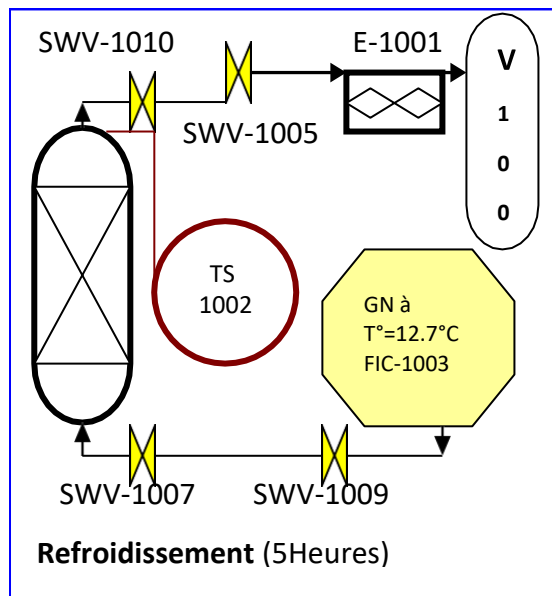 SWV-1010
E-1001
V
1
0
0
SWV-1005
TS
1002
GN à
T°=12.7°C
FIC-1003
SWV-1007
SWV-1009
Refroidissement (5Heures)